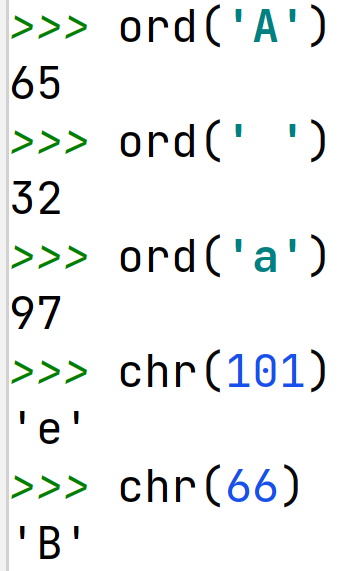 >>> ord('A')
65
>>> ord(' ')
32
>>> ord('a')
97
>>> chr(101)
'e'
>>> chr(66)
'B'